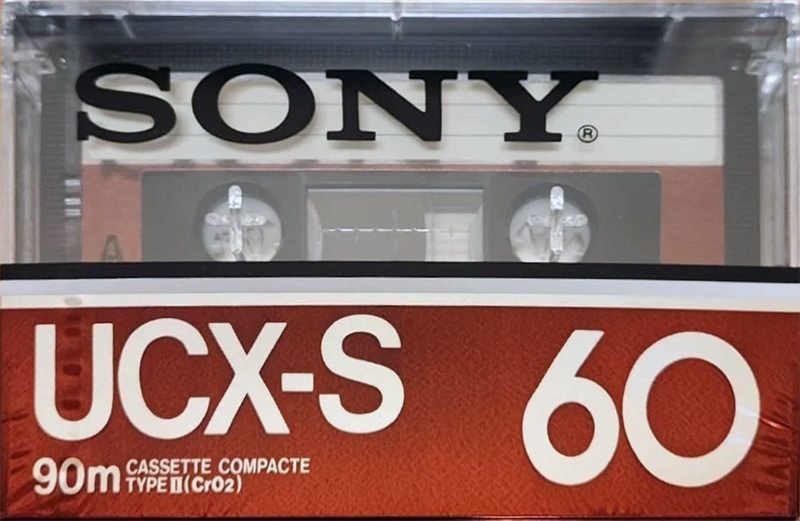 SONY®
A
UCX-S 60
90m CASSETTE COMPACTE
TYPE II (CrO2)